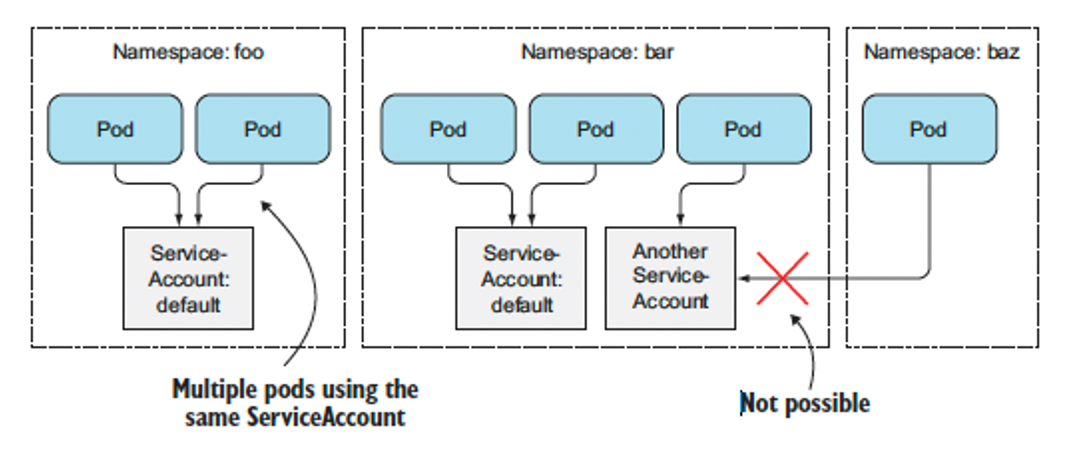 Namespace: foo
Namespace: bar
Namespace: baz
Pod
Pod
Pod
Pod
Pod
Pod
Service-
Account:
default
Service-
Account:
default
Another
Service-
Account
Multiple pods using the
same ServiceAccount
Not possible